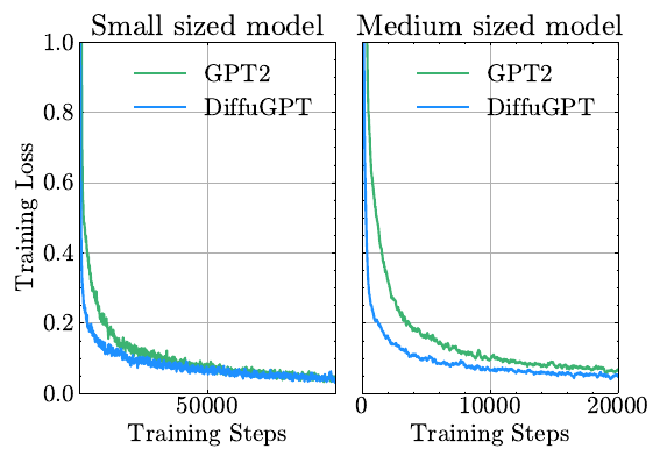 Small sized model
Medium sized model
1.0
0.8
0.6
0.4
0.2
0.0
Training Loss
GPT2
DiffuGPT
GPT2
DiffuGPT
50000
0
10000
20000
Training Steps
Training Steps